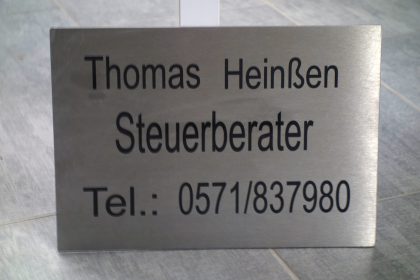 Thomas Heinßen
Steuerberater
Tel.: 0571/837980